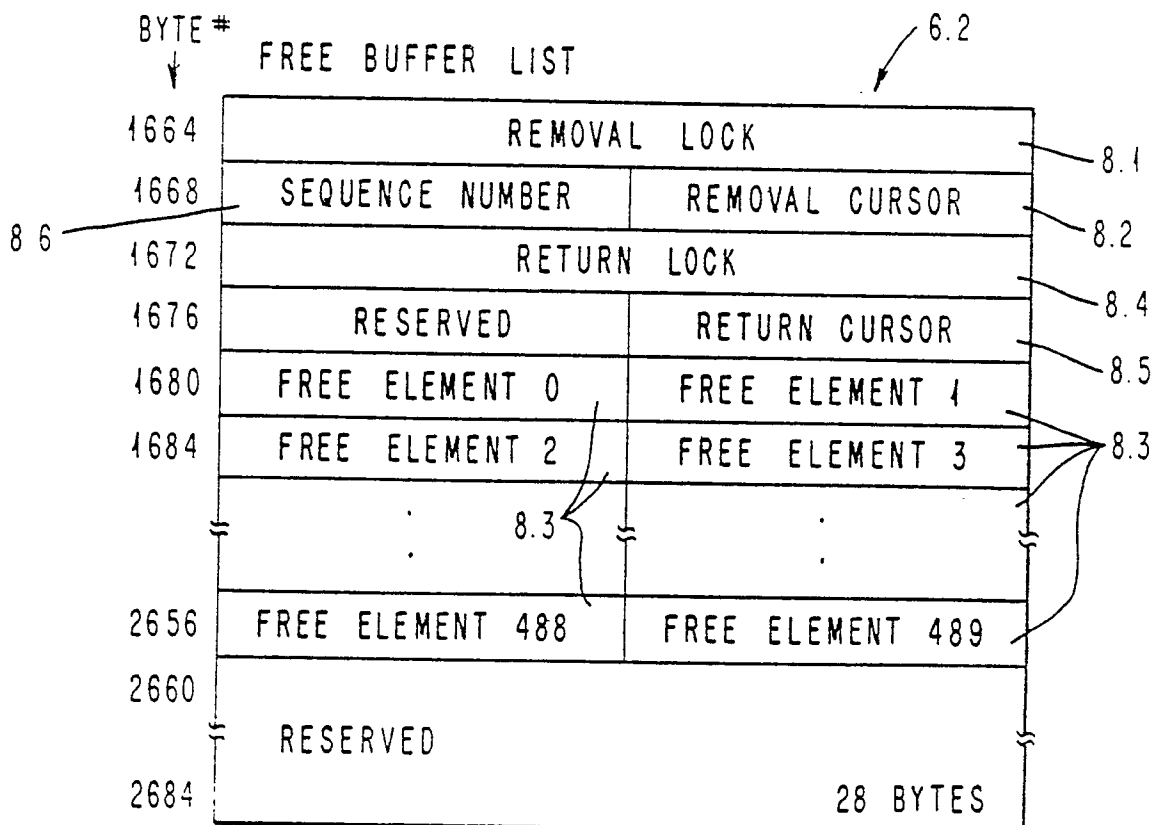 BYTE #
6.2
FREE BUFFER LIST
1664 REMOVAL LOCK 8.1
1668 SEQUENCE NUMBER REMOVAL CURSOR 8.2
8 6
1672 RETURN LOCK 8.4
1676 RESERVED RETURN CURSOR 8.5
1680 FREE ELEMENT 0 FREE ELEMENT 1
1684 FREE ELEMENT 2 FREE ELEMENT 3 8.3
8.3
2656 FREE ELEMENT 488 FREE ELEMENT 489
2660
RESERVED
2684 28 BYTES